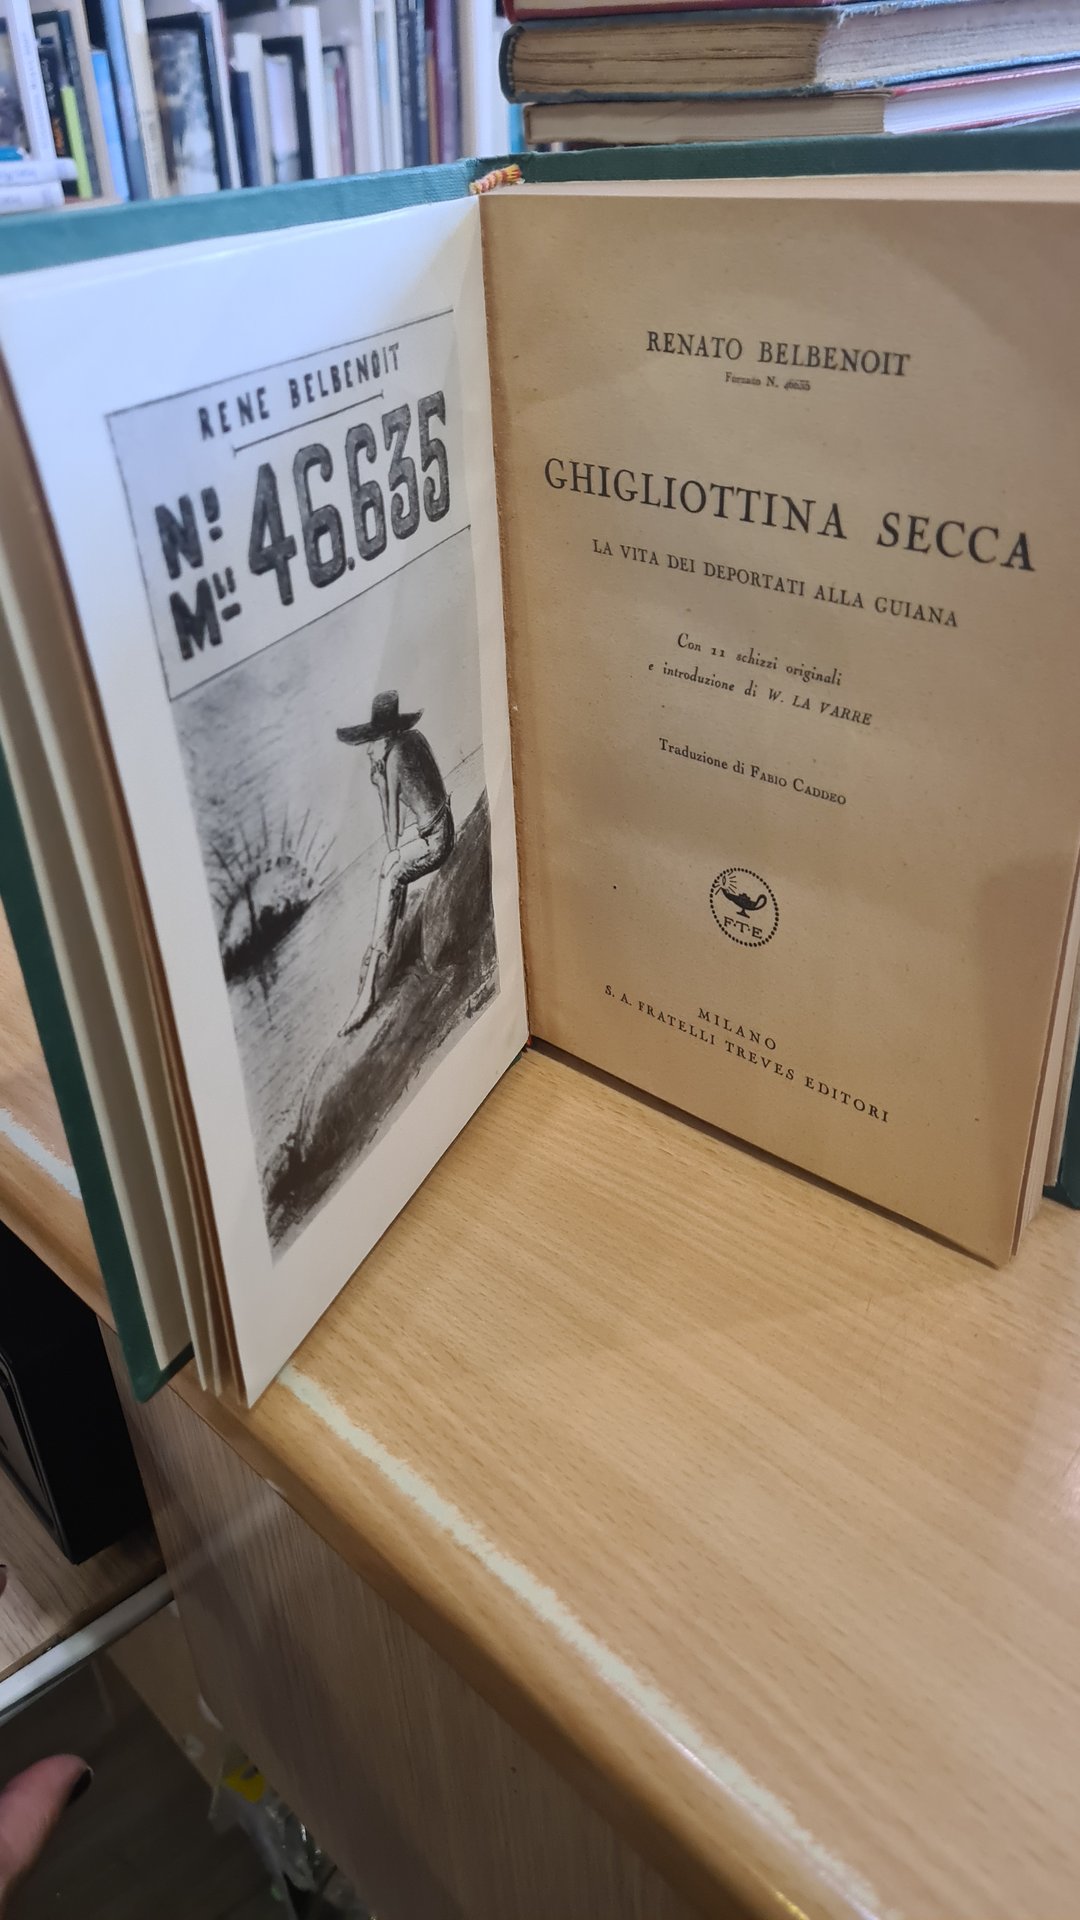 RENE BELBENOIT
Nº
Mˡᵉ
46.635
RENATO BELBENOIT
Forzato N. 46635
GHIGLIOTTINA SECCA
LA VITA DEI DEPORTATI ALLA GUIANA
Con 11 schizzi originali
e introduzione di W. LA VARRE
Traduzione di FABIO CADDEO
F·T·E
MILANO
S. A. FRATELLI TREVES EDITORI